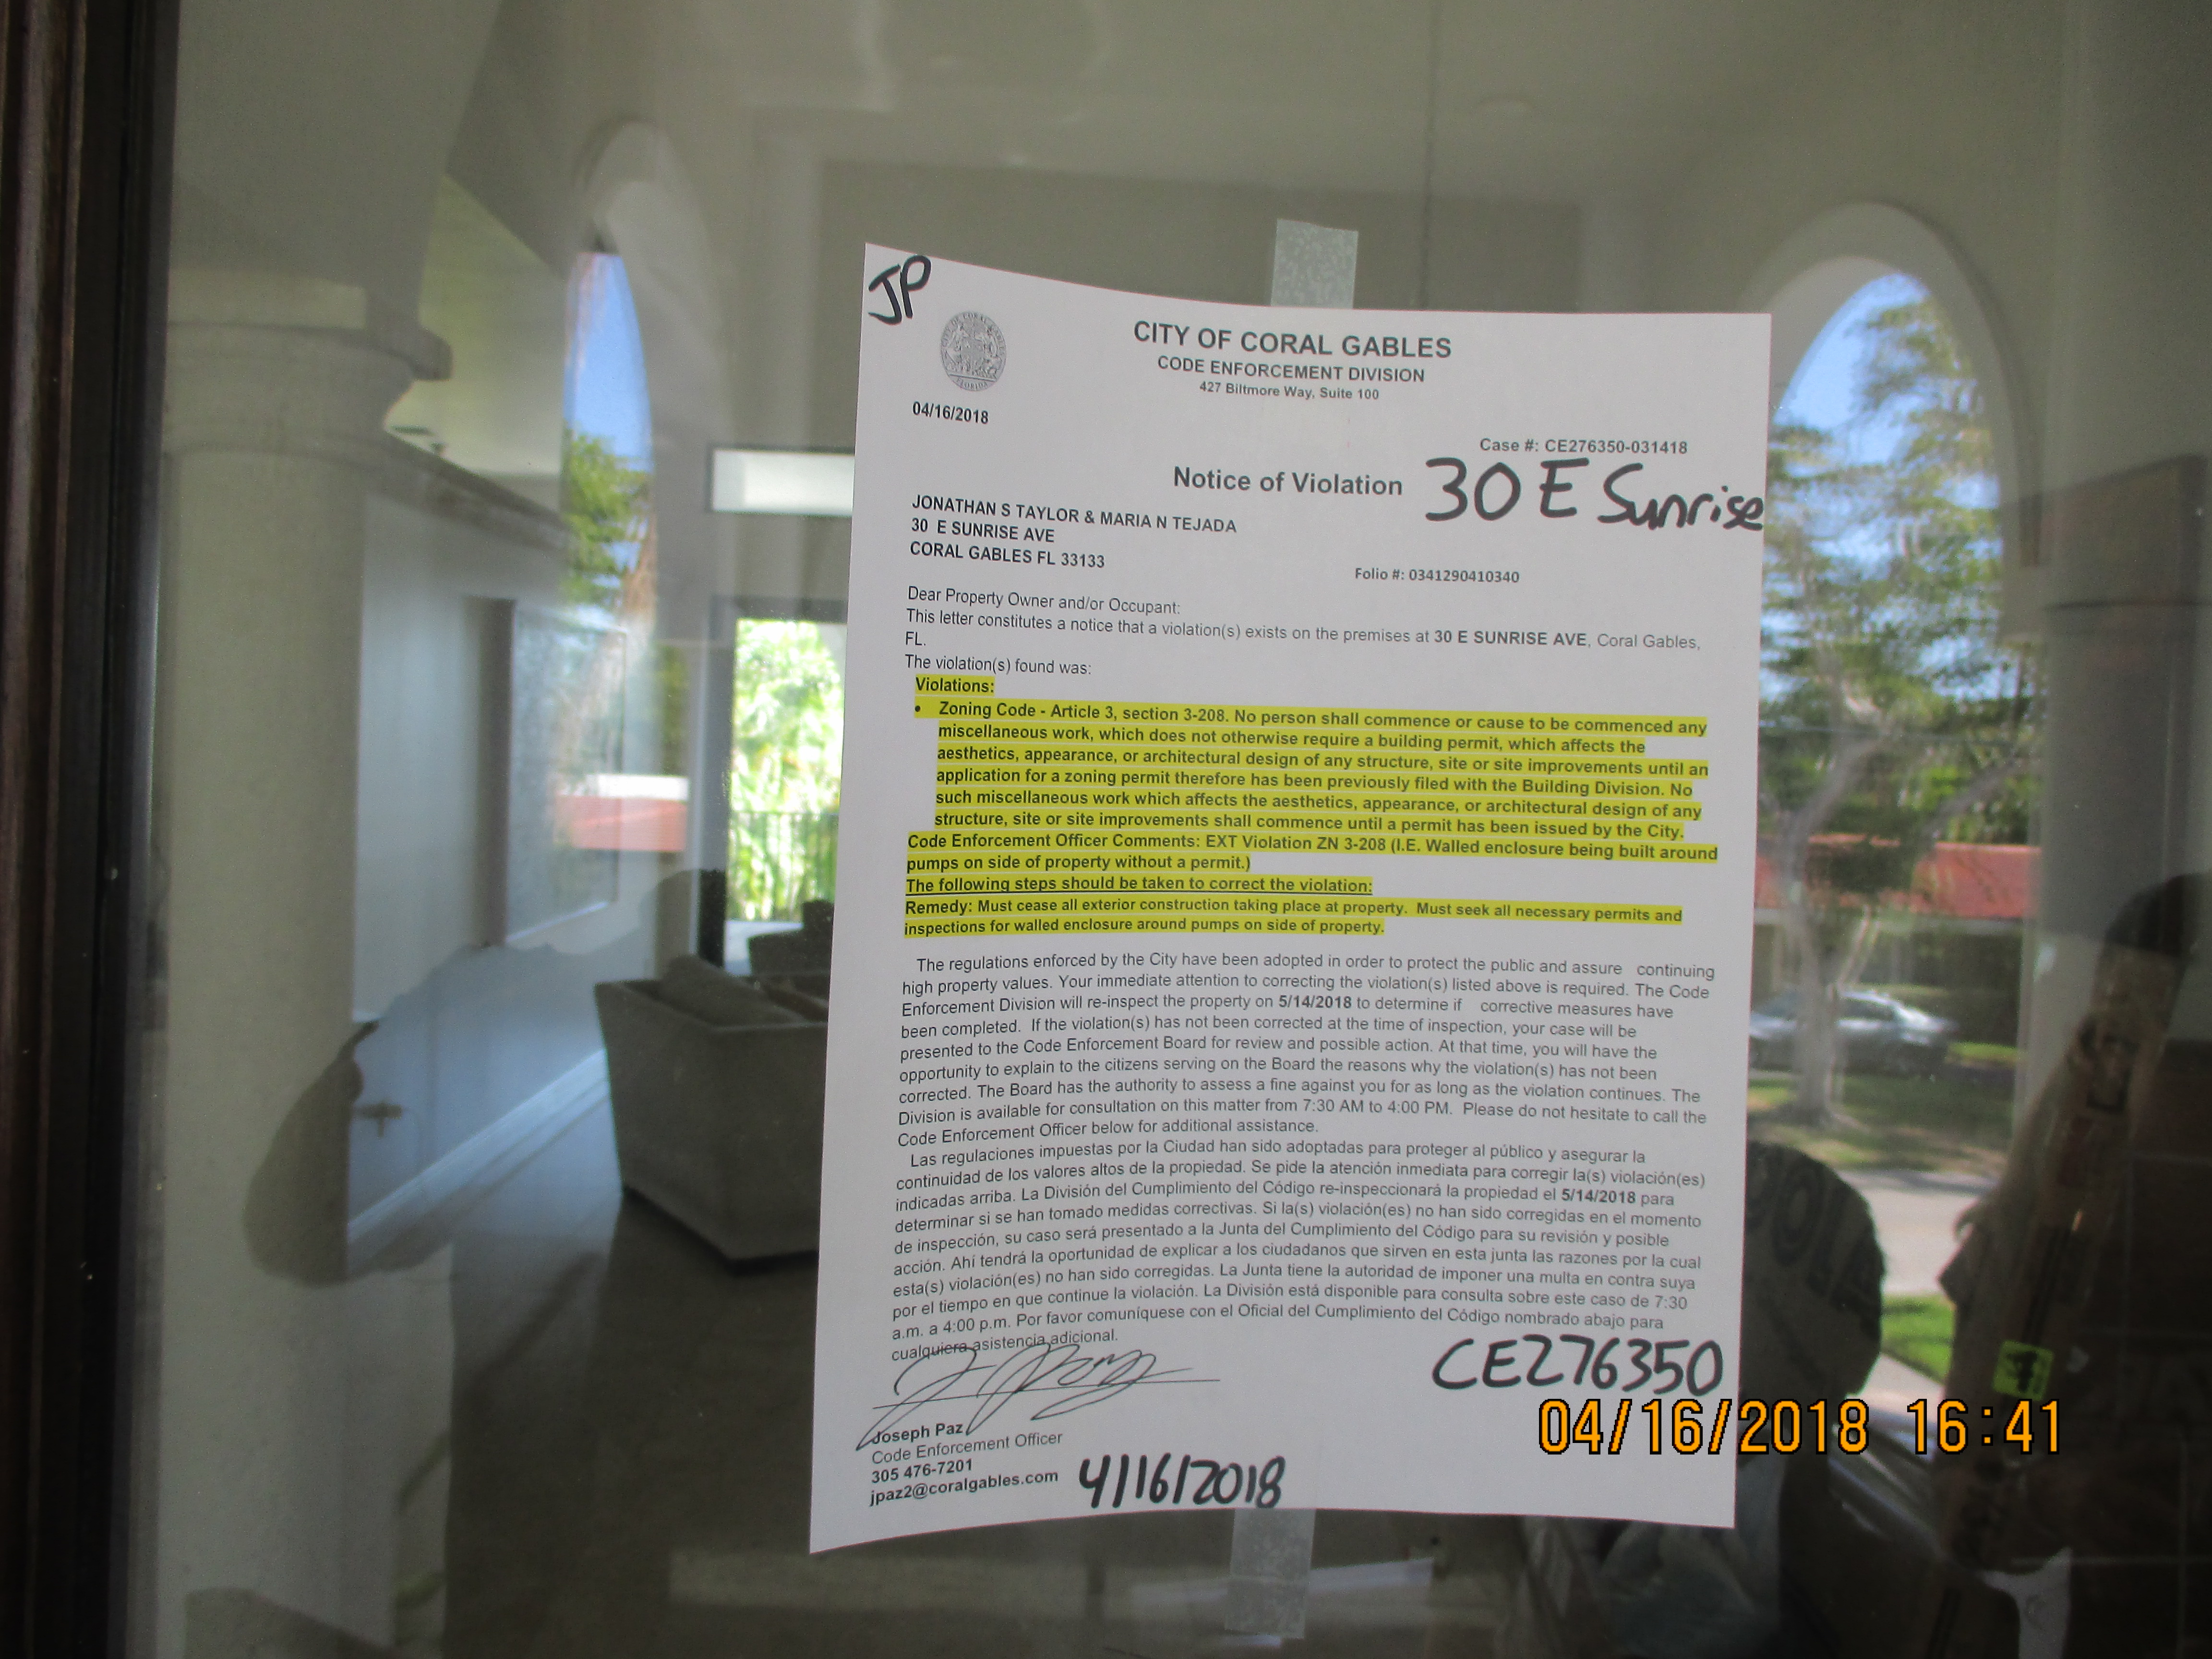 JP
CITY OF CORAL GABLES
CODE ENFORCEMENT DIVISION
427 Biltmore Way, Suite 100
04/16/2018
Case #: CE276350-031418
Notice of Violation 30 E Sunrise
JONATHAN S TAYLOR & MARIA N TEJADA
30 E SUNRISE AVE
CORAL GABLES FL 33133
Folio #: 0341290410340
Dear Property Owner and/or Occupant:
This letter constitutes a notice that a violation(s) exists on the premises at 30 E SUNRISE AVE, Coral Gables,
FL.
The violation(s) found was:
Violations:
• Zoning Code - Article 3, section 3-208. No person shall commence or cause to be commenced any
miscellaneous work, which does not otherwise require a building permit, which affects the
aesthetics, appearance, or architectural design of any structure, site or site improvements until an
application for a zoning permit therefore has been previously filed with the Building Division. No
such miscellaneous work which affects the aesthetics, appearance, or architectural design of any
structure, site or site improvements shall commence until a permit has been issued by the City.
Code Enforcement Officer Comments: EXT Violation ZN 3-208 (I.E. Walled enclosure being built around
pumps on side of property without a permit.)
The following steps should be taken to correct the violation:
Remedy: Must cease all exterior construction taking place at property. Must seek all necessary permits and
inspections for walled enclosure around pumps on side of property.
The regulations enforced by the City have been adopted in order to protect the public and assure continuing
high property values. Your immediate attention to correcting the violation(s) listed above is required. The Code
Enforcement Division will re-inspect the property on 5/14/2018 to determine if corrective measures have
been completed. If the violation(s) has not been corrected at the time of inspection, your case will be
presented to the Code Enforcement Board for review and possible action. At that time, you will have the
opportunity to explain to the citizens serving on the Board the reasons why the violation(s) has not been
corrected. The Board has the authority to assess a fine against you for as long as the violation continues. The
Division is available for consultation on this matter from 7:30 AM to 4:00 PM. Please do not hesitate to call the
Code Enforcement Officer below for additional assistance.
Las regulaciones impuestas por la Ciudad han sido adoptadas para proteger al público y asegurar la
continuidad de los valores altos de la propiedad. Se pide la atención inmediata para corregir la(s) violación(es)
indicadas arriba. La División del Cumplimiento del Código re-inspeccionará la propiedad el 5/14/2018 para
determinar si se han tomado medidas correctivas. Si la(s) violación(es) no han sido corregidas en el momento
de inspección, su caso será presentado a la Junta del Cumplimiento del Código para su revisión y posible
acción. Ahí tendrá la oportunidad de explicar a los ciudadanos que sirven en esta junta las razones por la cual
esta(s) violación(es) no han sido corregidas. La Junta tiene la autoridad de imponer una multa en contra suya
por el tiempo en que continue la violación. La División está disponible para consulta sobre este caso de 7:30
a.m. a 4:00 p.m. Por favor comuníquese con el Oficial del Cumplimiento del Código nombrado abajo para
cualquiera asistencia adicional.
CE276350
Joseph Paz
Code Enforcement Officer
305 476-7201
jpaz2@coralgables.com 4/16/2018
04/16/2018 16:41